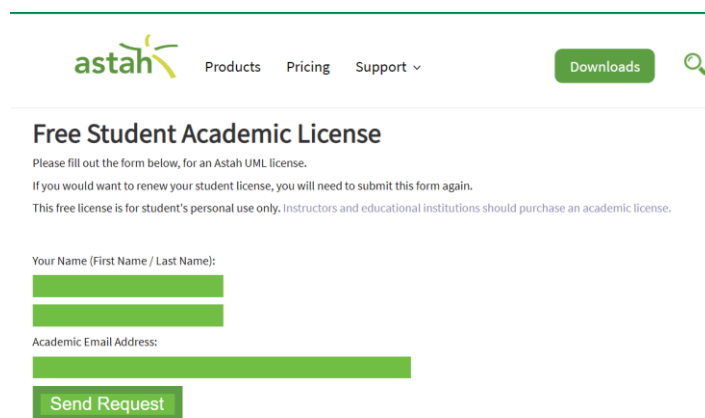 astah
Products Pricing Support
Downloads
Free Student Academic License
Please fill out the form below, for an Astah UML license.
If you would want to renew your student license, you will need to submit this form again.
This free license is for student's personal use only. Instructors and educational institutions should purchase an academic license.
Your Name (First Name / Last Name):
Academic Email Address:
Send Request